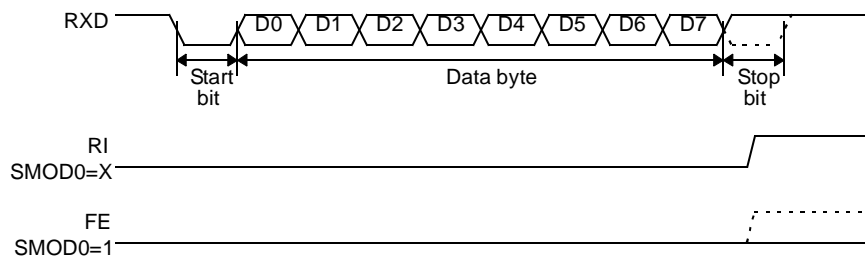 RXD D0 D1 D2 D3 D4 D5 D6 D7
Start Data byte Stop
bit bit
RI
SMOD0=X
FE
SMOD0=1